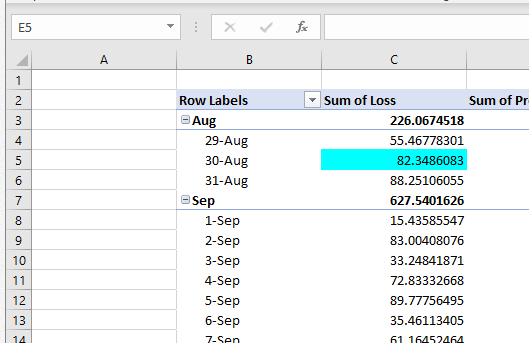 E5
fx
A B C
1
2 Row Labels Sum of Loss Sum of Pr
3 Aug 226.0674518
4 29-Aug 55.46778301
5 30-Aug 82.3486083
6 31-Aug 88.25106055
7 Sep 627.5401626
8 1-Sep 15.43585547
9 2-Sep 83.00408076
10 3-Sep 33.24841871
11 4-Sep 72.83332668
12 5-Sep 89.77756495
13 6-Sep 35.46113405
14 7-Sep 61.16452464